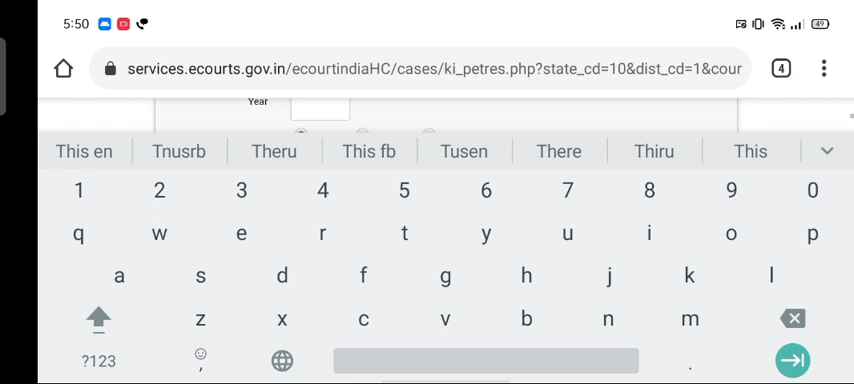 5:50 49
services.ecourts.gov.in/ecourtindiaHC/cases/ki_petres.php?state_cd=10&dist_cd=1&cour 4
Year
This en Tnusrb Theru This fb Tusen There Thiru This
1 2 3 4 5 6 7 8 9 0
q w e r t y u i o p
a s d f g h j k l
z x c v b n m
?123 , .